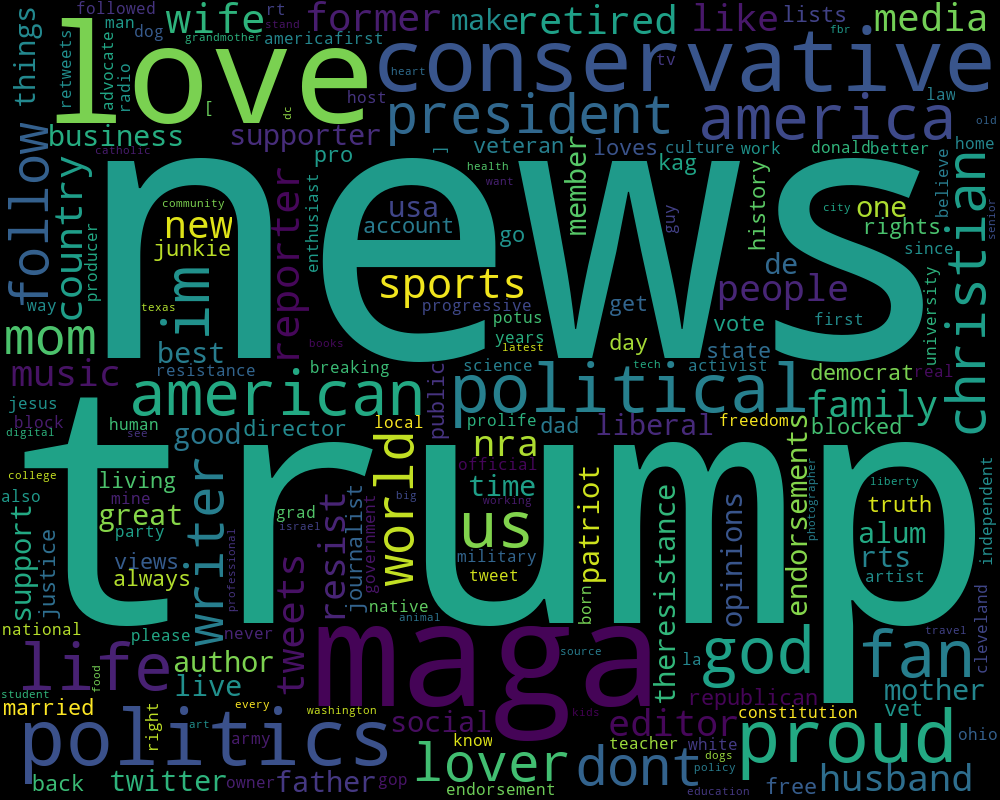 followed
man
dog
rt
stand
grandmother
americafirst
wife
former
make
retired
like
lists
fbr
media
things
retweets
advocate
radio
love
[
dc
host
heart
conservative
tv
law
old
business
supporter
president
america
catholic
pro
]
veteran
loves
culture
work
donald
better
home
follow
country
producer
news
community
new
junkie
im
reporter
enthusiast
usa
account
go
health
want
member
kag
guy
history
city
one
rights
since
believe
christian
senior
sports
progressive
de
people
way
texas
potus
years
latest
get
day
vote
state
first
university
mom
best
books
music
resistance
breaking
science
tech
activist
democrat
real
american
public
political
family
jesus
block
digital
human
good
director
local
prolife
dad
liberal
freedom
blocked
see
college
trump
living
mine
writer
world
nra
official
time
big
working
patriot
theresistance
opinions
endorsements
photographer
liberty
truth
independent
also
support
justice
great
party
views
always
professional
grad
israel
resist
journalist
government
us
military
tweet
born
alum
rts
artist
national
please
never
native
animal
life
author
live
tweets
maga
source
la
god
fan
travel
cleveland
student
married
food
right
every
art
army
washington
social
kids
republican
editor
constitution
mother
vet
politics
know
teacher
white
proud
ohio
back
twitter
owner
father
gop
lover
endorsement
dont
dogs
policy
education
free
husband